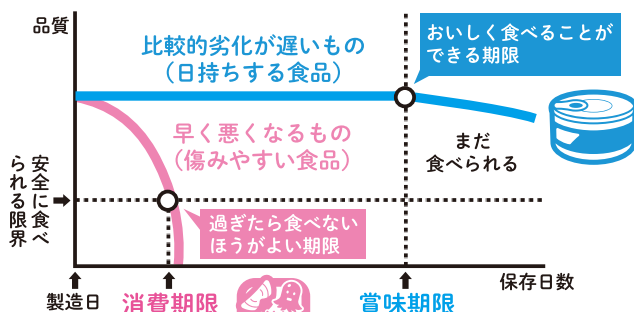 品質
比較的劣化が遅いもの
（日持ちする食品）
おいしく食べることが
できる期限
早く悪くなるもの
（傷みやすい食品）
まだ
食べられる
安全に食べ
られる限界
過ぎたら食べない
ほうがよい期限
保存日数
製造日
消費期限
賞味期限